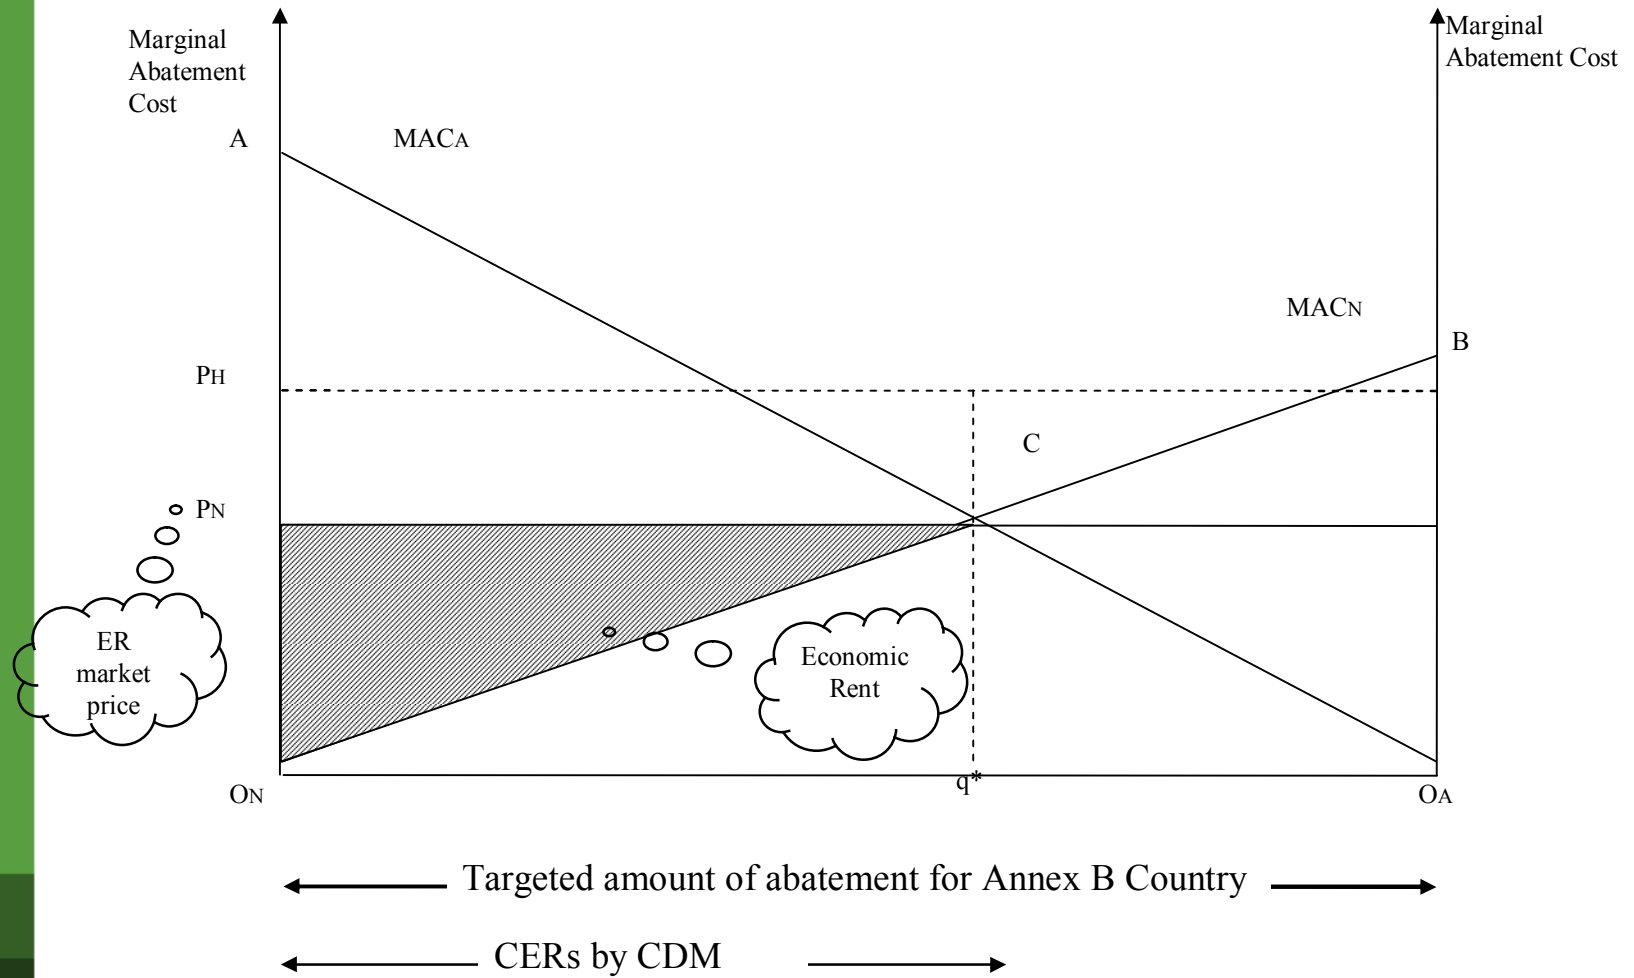 Marginal
Abatement
Cost
Marginal
Abatement Cost
A
MACA
MACN
B
PH
C
PN
ER
market
price
Economic
Rent
q*
ON
OA
Targeted amount of abatement for Annex B Country
CERs by CDM